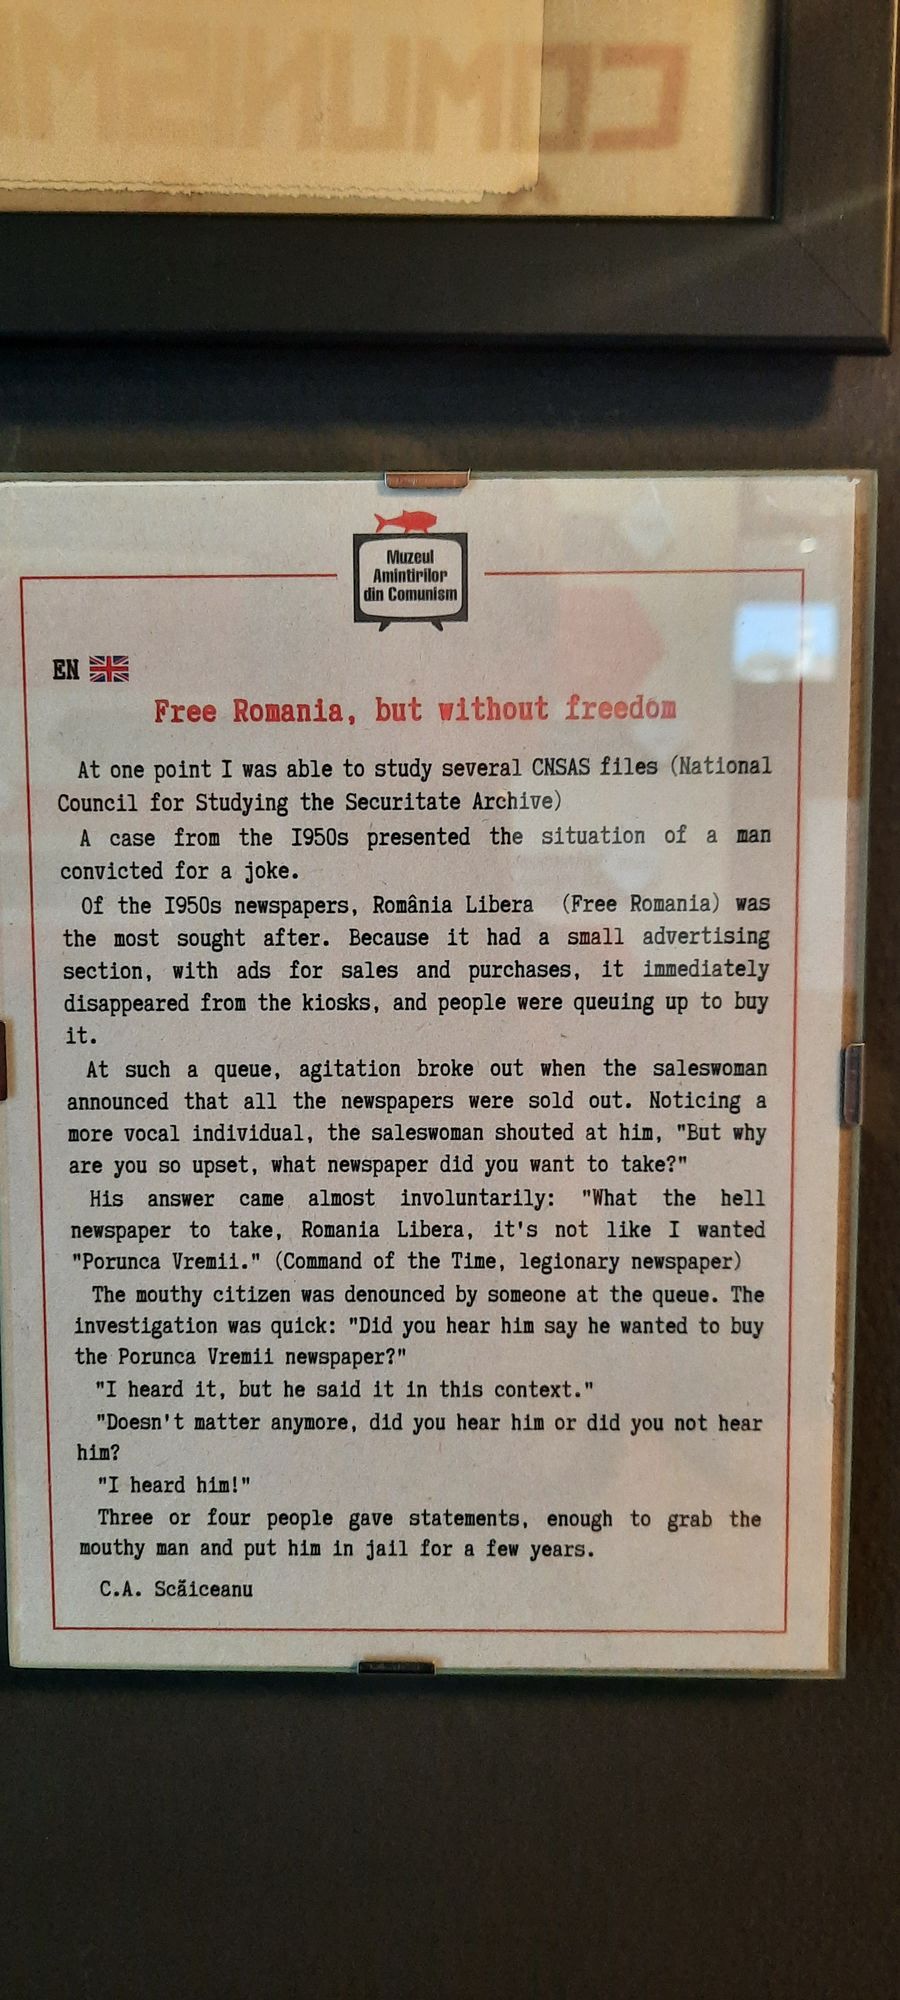 COMUNISM
Muzeul
Amintirilor
din Comunism
EN
Free Romania, but without freedom
At one point I was able to study several CNSAS files (National
Council for Studying the Securitate Archive)
A case from the I950s presented the situation of a man
convicted for a joke.
Of the I950s newspapers, România Libera (Free Romania) was
the most sought after. Because it had a small advertising
section, with ads for sales and purchases, it immediately
disappeared from the kiosks, and people were queuing up to buy
it.
At such a queue, agitation broke out when the saleswoman
announced that all the newspapers were sold out. Noticing a
more vocal individual, the saleswoman shouted at him, "But why
are you so upset, what newspaper did you want to take?"
His answer came almost involuntarily: "What the hell
newspaper to take, Romania Libera, it's not like I wanted
"Porunca Vremii." (Command of the Time, legionary newspaper)
The mouthy citizen was denounced by someone at the queue. The
investigation was quick: "Did you hear him say he wanted to buy
the Porunca Vremii newspaper?"
"I heard it, but he said it in this context."
"Doesn't matter anymore, did you hear him or did you not hear
him?
"I heard him!"
Three or four people gave statements, enough to grab the
mouthy man and put him in jail for a few years.
C.A. Scăiceanu